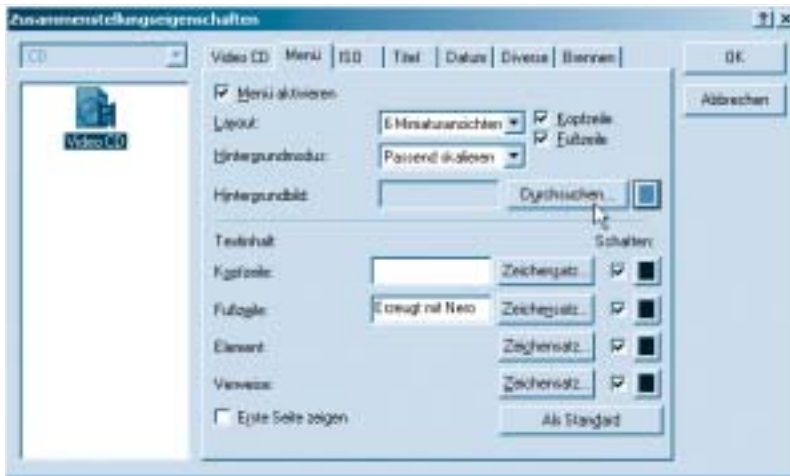 Zusammenstellungseigenschaften
CD
Video CD
Video CD Menü ISO Titel Datum Diverse Brennen
Menü aktivieren
Layout: 6 Miniaturansichten Kopfzeile
Fußzeile
Hintergrundmodus: Passend skalieren
Hintergrundbild: Durchsuchen...
Textinhalt Schatten:
Kopfzeile: Zeichensatz...
Fußzeile: Erzeugt mit Nero Zeichensatz...
Element: Zeichensatz...
Verweise: Zeichensatz...
Erste Seite zeigen Als Standard
OK
Abbrechen